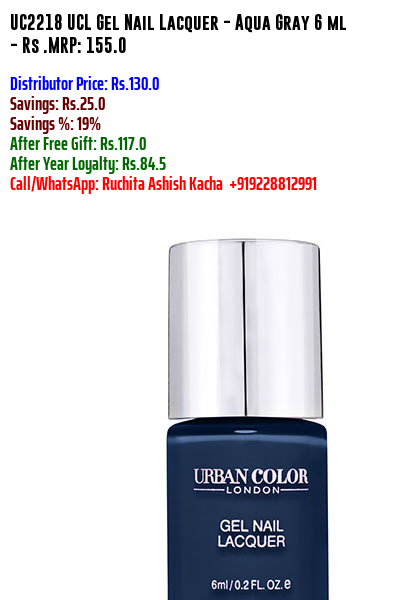 UC2218 UCL Gel Nail Lacquer - Aqua Gray 6 ml
- Rs .MRP: 155.0
Distributor Price: Rs.130.0
Savings: Rs.25.0
Savings %: 19%
After Free Gift: Rs.117.0
After Year Loyalty: Rs.84.5
Call/WhatsApp: Ruchita Ashish Kacha +919228812991
URBAN COLOR
LONDON
GEL NAIL
LACQUER
6ml/0.2 FL. OZ. e